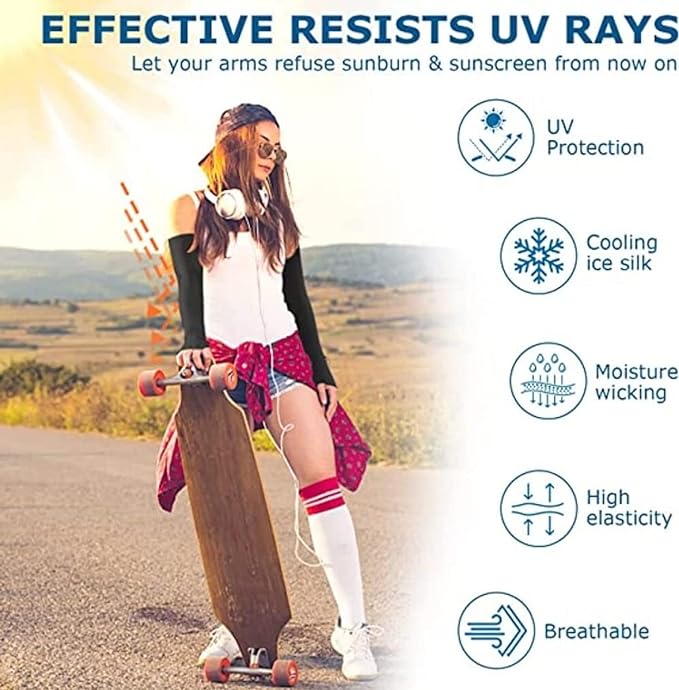 EFFECTIVE RESISTS UV RAYS
Let your arms refuse sunburn & sunscreen from now on
UV
Protection
Cooling
ice silk
Moisture
wicking
High
elasticity
Breathable